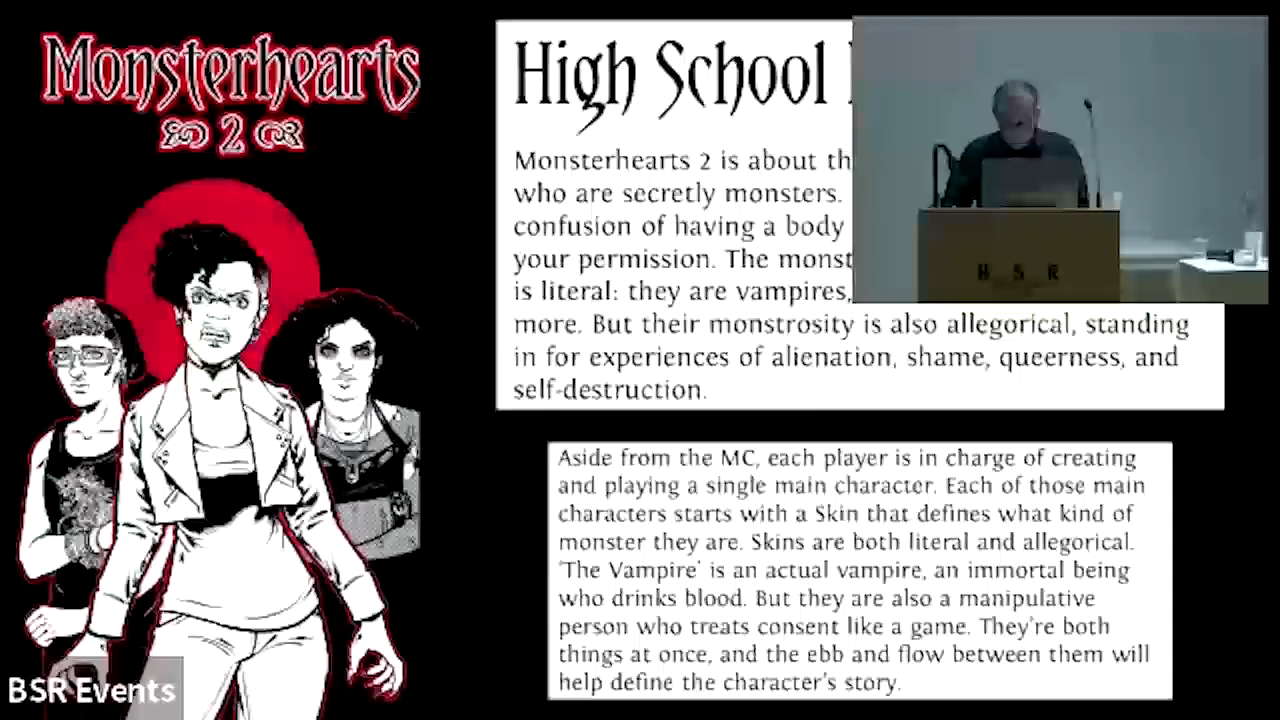 Monsterhearts
2
High School
Monsterhearts 2 is about th
who are secretly monsters.
confusion of having a body
your permission. The monst
is literal: they are vampires,
more. But their monstrosity is also allegorical, standing
in for experiences of alienation, shame, queerness, and
self-destruction.
B S R
Aside from the MC, each player is in charge of creating
and playing a single main character. Each of those main
characters starts with a Skin that defines what kind of
monster they are. Skins are both literal and allegorical.
'The Vampire' is an actual vampire, an immortal being
who drinks blood. But they are also a manipulative
person who treats consent like a game. They're both
things at once, and the ebb and flow between them will
help define the character's story.
BSR Events